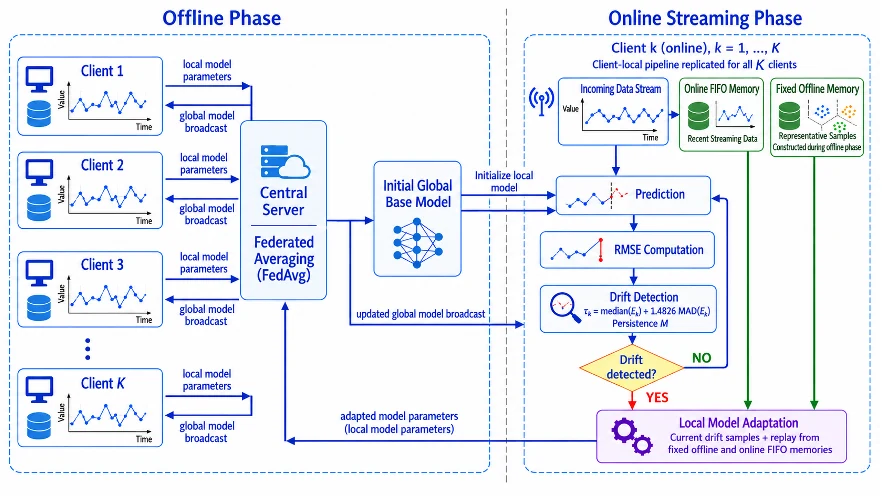 Offline Phase
Client 1
Value
Time
local model
parameters
global model
broadcast
Client 2
Value
Time
local model
parameters
global model
broadcast
Client 3
Value
Time
local model
parameters
global model
broadcast
Client K
Value
Time
local model
parameters
global model
broadcast
Central
Server
Federated
Averaging
(FedAvg)
Initial Global
Base Model
Initialize local
model
updated global model broadcast
adapted model parameters
(local model parameters)
Online Streaming Phase
Client k (online), k = 1, ..., K
Client-local pipeline replicated for all K clients
Incoming Data Stream
Value
Time
Online FIFO Memory
Recent Streaming Data
Fixed Offline Memory
Representative Samples
Constructed during offline phase
Prediction
RMSE Computation
Drift Detection
τk = median(Ek) + 1.4826 MAD(Ek)
Persistence M
Drift
detected?
NO
YES
Local Model Adaptation
Current drift samples + replay from
fixed offline and online FIFO memories